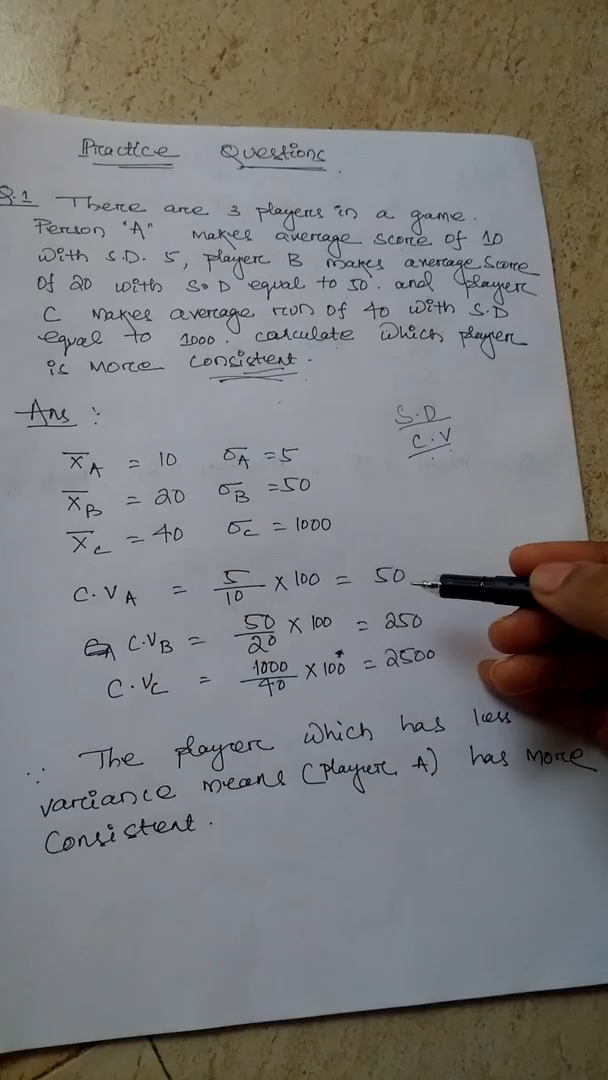 Practice Questions
Q.1 There are 3 players in a game.
Person "A" makes average score of 10
with S.D. 5, player B makes average score
of 20 with S.D equal to 50. and player
C makes average run of 40 with S.D
equal to 1000. calculate which player
is more consistent.
Ans :
S.D
C.V
x̄A = 10 σA = 5
x̄B = 20 σB = 50
x̄c = 40 σc = 1000
C.VA = 5/10 × 100 = 50
C.VB = 50/20 × 100 = 250
C.Vc = 1000/40 × 100 = 2500
∵ The player which has less
variance means (player A) has more
consistent.